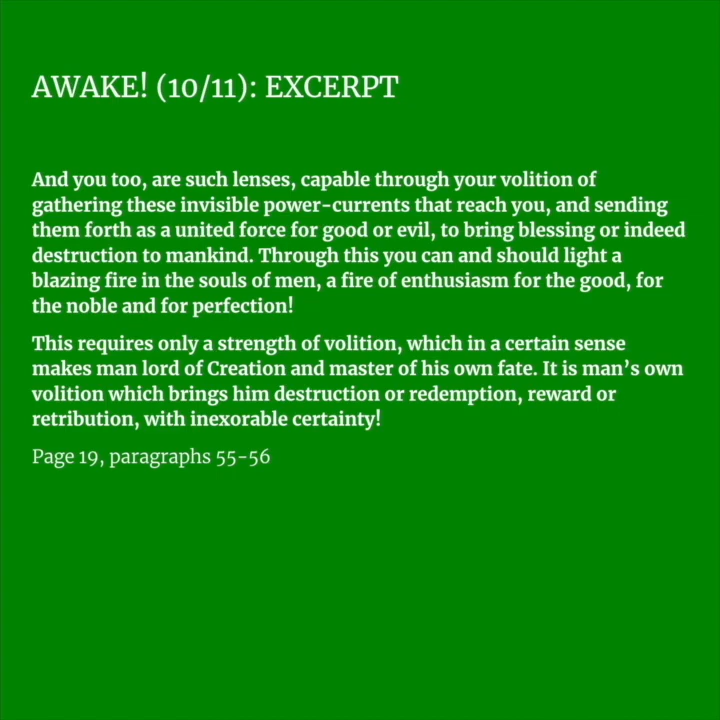 AWAKE! (10/11): EXCERPT
And you too, are such lenses, capable through your volition of
gathering these invisible power-currents that reach you, and sending
them forth as a united force for good or evil, to bring blessing or indeed
destruction to mankind. Through this you can and should light a
blazing fire in the souls of men, a fire of enthusiasm for the good, for
the noble and for perfection!
This requires only a strength of volition, which in a certain sense
makes man lord of Creation and master of his own fate. It is man’s own
volition which brings him destruction or redemption, reward or
retribution, with inexorable certainty!
Page 19, paragraphs 55-56